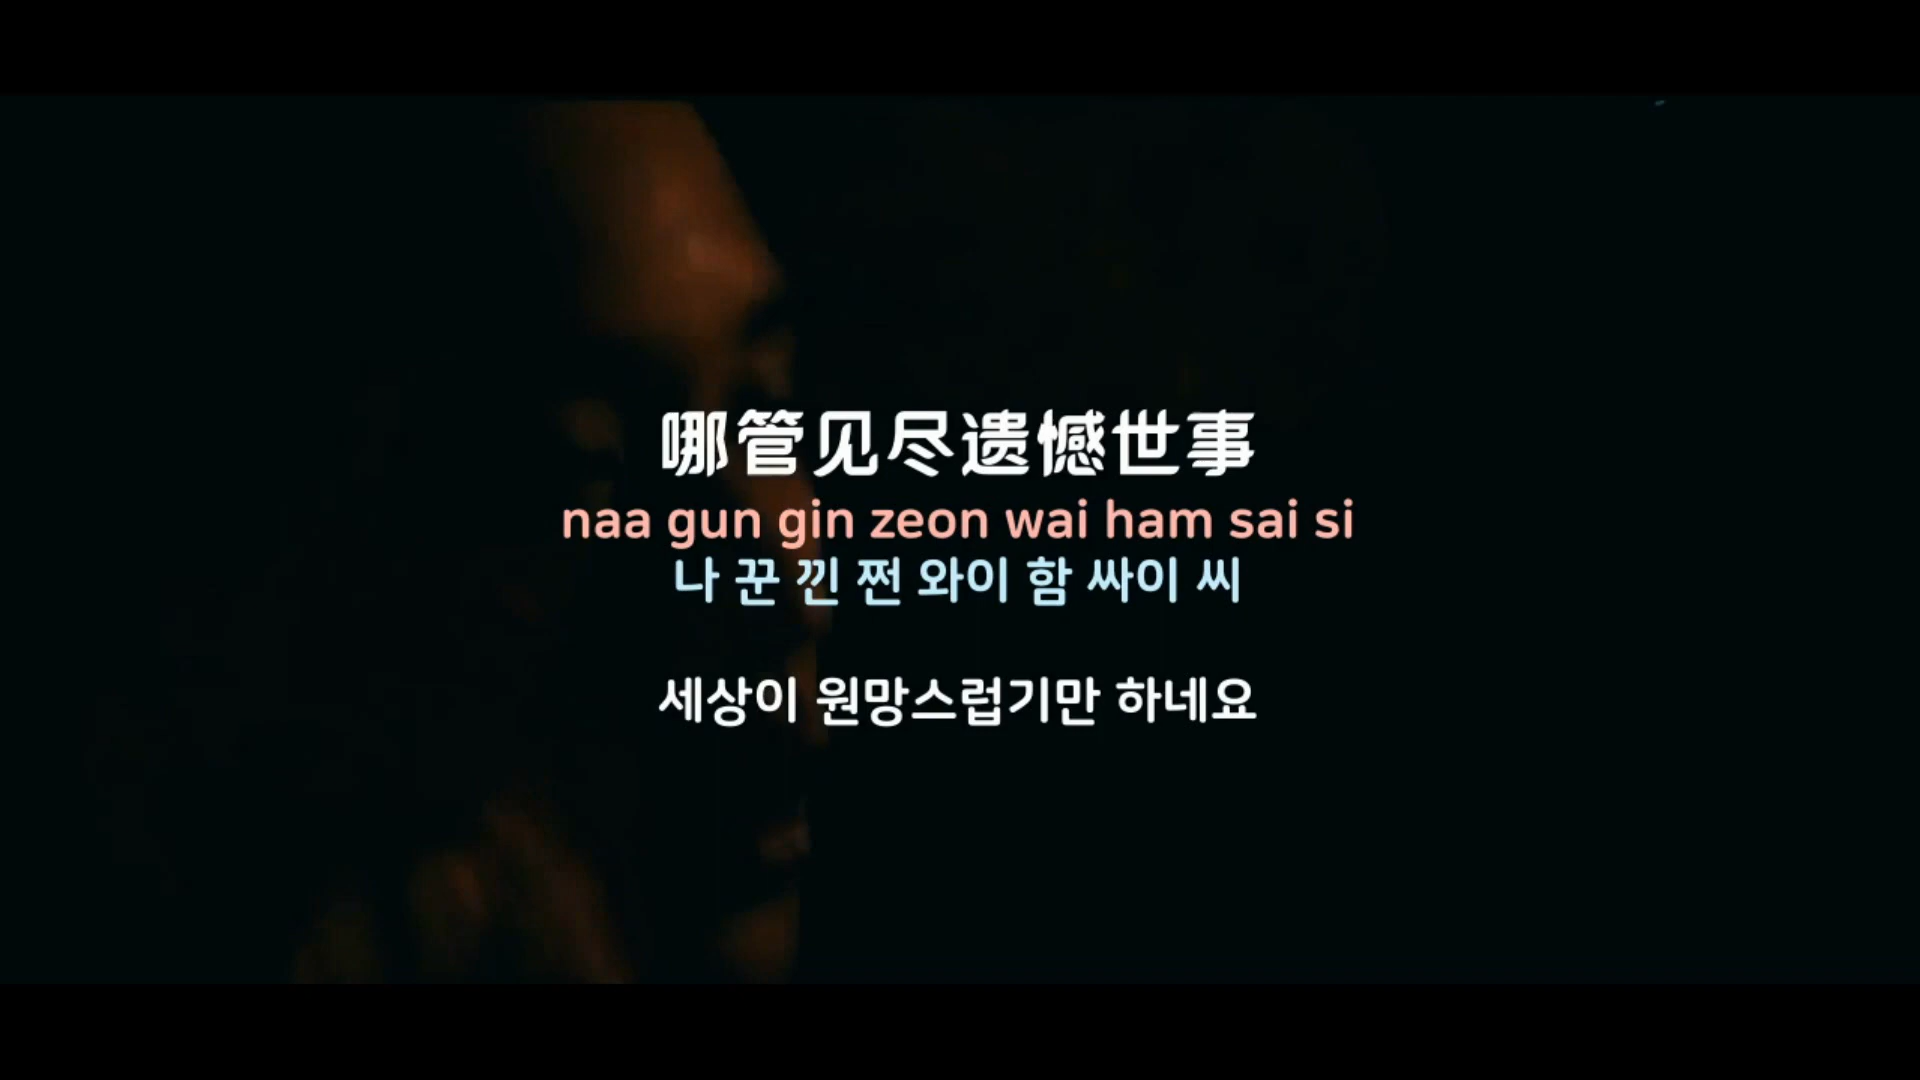 哪管见尽遗憾世事
naa gun gin zeon wai ham sai si
나 꾼 낀 쩐 와이 함 싸이 씨
세상이 원망스럽기만 하네요